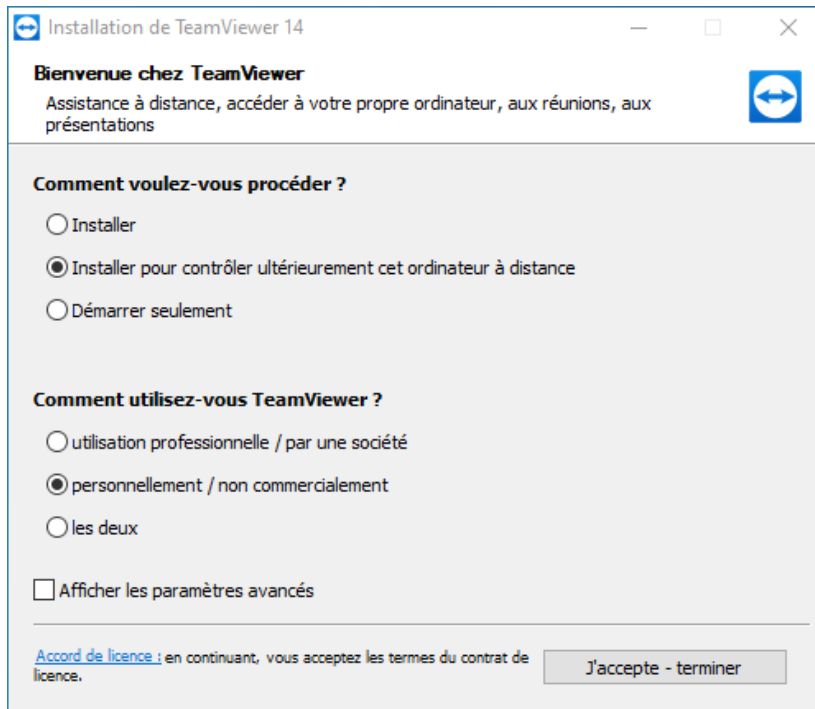 Installation de TeamViewer 14
Bienvenue chez TeamViewer
Assistance à distance, accéder à votre propre ordinateur, aux réunions, aux
présentations
Comment voulez-vous procéder ?
Installer
Installer pour contrôler ultérieurement cet ordinateur à distance
Démarrer seulement
Comment utilisez-vous TeamViewer ?
utilisation professionnelle / par une société
personnellement / non commercialement
les deux
Afficher les paramètres avancés
Accord de licence : en continuant, vous acceptez les termes du contrat de
licence.
J'accepte - terminer